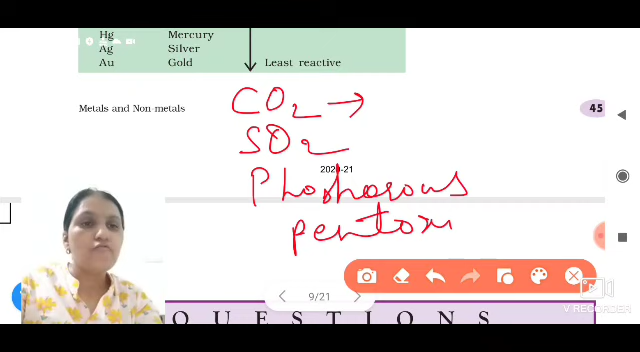 Hg Mercury
Ag Silver
Au Gold Least reactive
Metals and Non-metals 45
CO2 →
SO2
2020-21
Phosphorous
pentoxi
9/21
QUESTIONS
V RECORDER